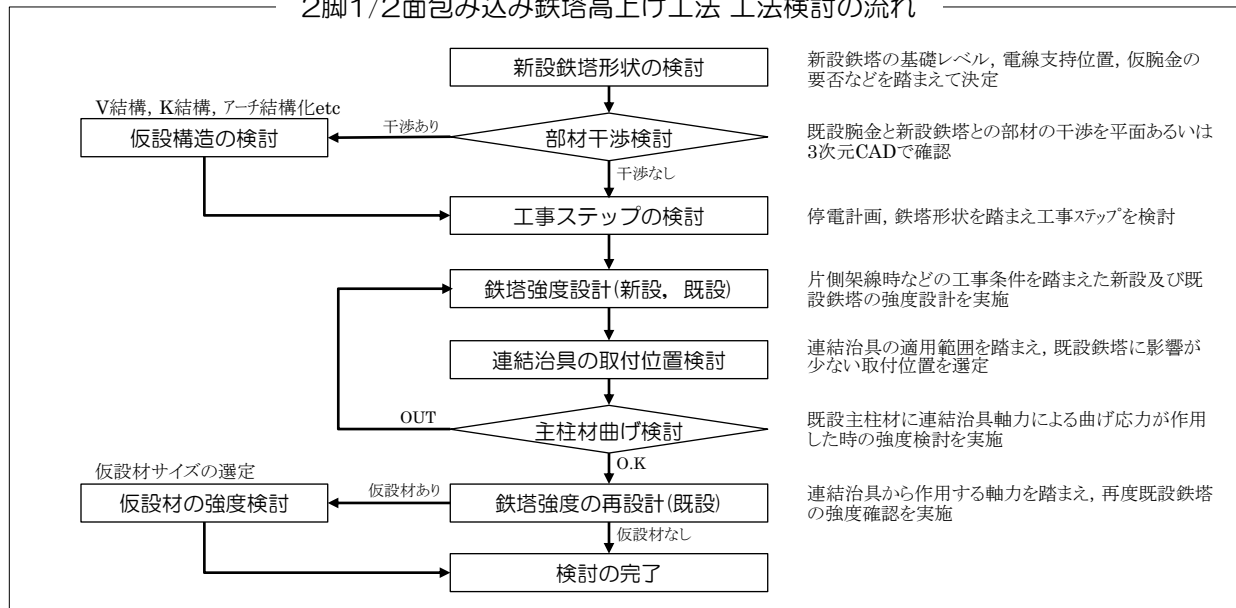 2脚1/2面包み込み鉄塔嵩上げ工法 工法検討の流れ
新設鉄塔形状の検討
新設鉄塔の基礎レベル, 電線支持位置, 仮腕金の
要否などを踏まえて決定
V結構, K結構, アーチ結構化etc
仮設構造の検討
干渉あり
部材干渉検討
既設腕金と新設鉄塔との部材の干渉を平面あるいは
3次元CADで確認
干渉なし
工事ステップの検討
停電計画, 鉄塔形状を踏まえ工事ステップを検討
鉄塔強度設計(新設, 既設)
片側架線時などの工事条件を踏まえた新設及び既
設鉄塔の強度設計を実施
連結治具の取付位置検討
連結治具の適用範囲を踏まえ, 既設鉄塔に影響が
少ない取付位置を選定
OUT
主柱材曲げ検討
既設主柱材に連結治具軸力による曲げ応力が作用
した時の強度検討を実施
O.K
仮設材サイズの選定
仮設材の強度検討
仮設材あり
鉄塔強度の再設計(既設)
連結治具から作用する軸力を踏まえ, 再度既設鉄塔
の強度確認を実施
仮設材なし
検討の完了